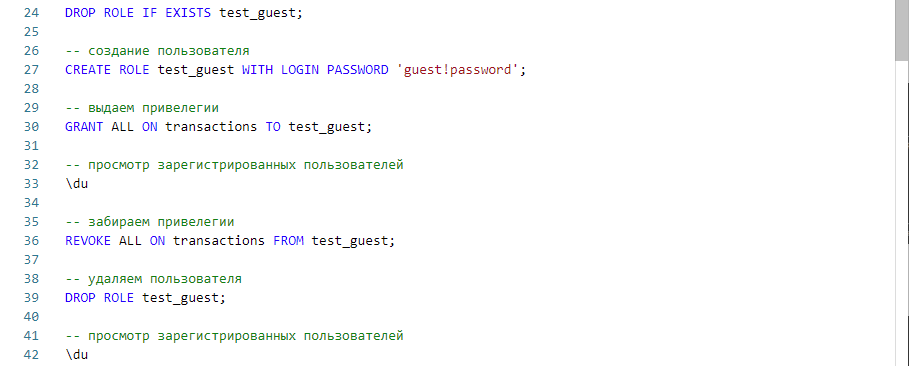 24 DROP ROLE IF EXISTS test_guest;
25
26 -- создание пользователя
27 CREATE ROLE test_guest WITH LOGIN PASSWORD 'guest!password';
28
29 -- выдаем привелегии
30 GRANT ALL ON transactions TO test_guest;
31
32 -- просмотр зарегистрированных пользователей
33 \du
34
35 -- забираем привелегии
36 REVOKE ALL ON transactions FROM test_guest;
37
38 -- удаляем пользователя
39 DROP ROLE test_guest;
40
41 -- просмотр зарегистрированных пользователей
42 \du